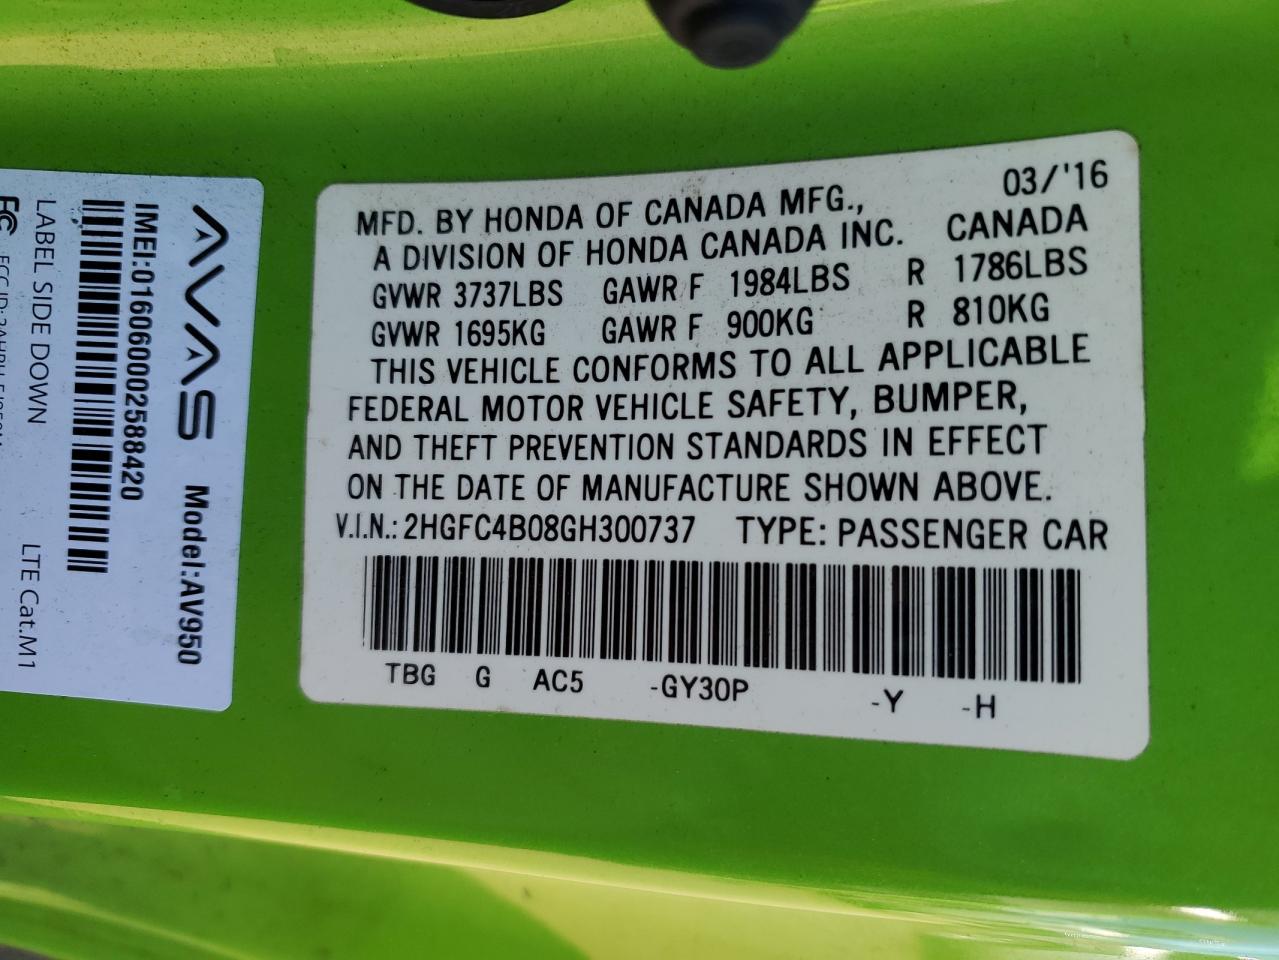 03/'16
MFD. BY HONDA OF CANADA MFG.,
A DIVISION OF HONDA CANADA INC. CANADA
GVWR 3737LBS GAWR F 1984LBS R 1786LBS
GVWR 1695KG GAWR F 900KG R 810KG
THIS VEHICLE CONFORMS TO ALL APPLICABLE
FEDERAL MOTOR VEHICLE SAFETY, BUMPER,
AND THEFT PREVENTION STANDARDS IN EFFECT
ON THE DATE OF MANUFACTURE SHOWN ABOVE.
V.I.N.: 2HGFC4B08GH300737 TYPE: PASSENGER CAR
TBG G AC5 -GY30P -Y -H
AVAS Model:AV950
IMEI:016060002588420
LABEL SIDE DOWN LTE Cat.M1
FC FCC ID: